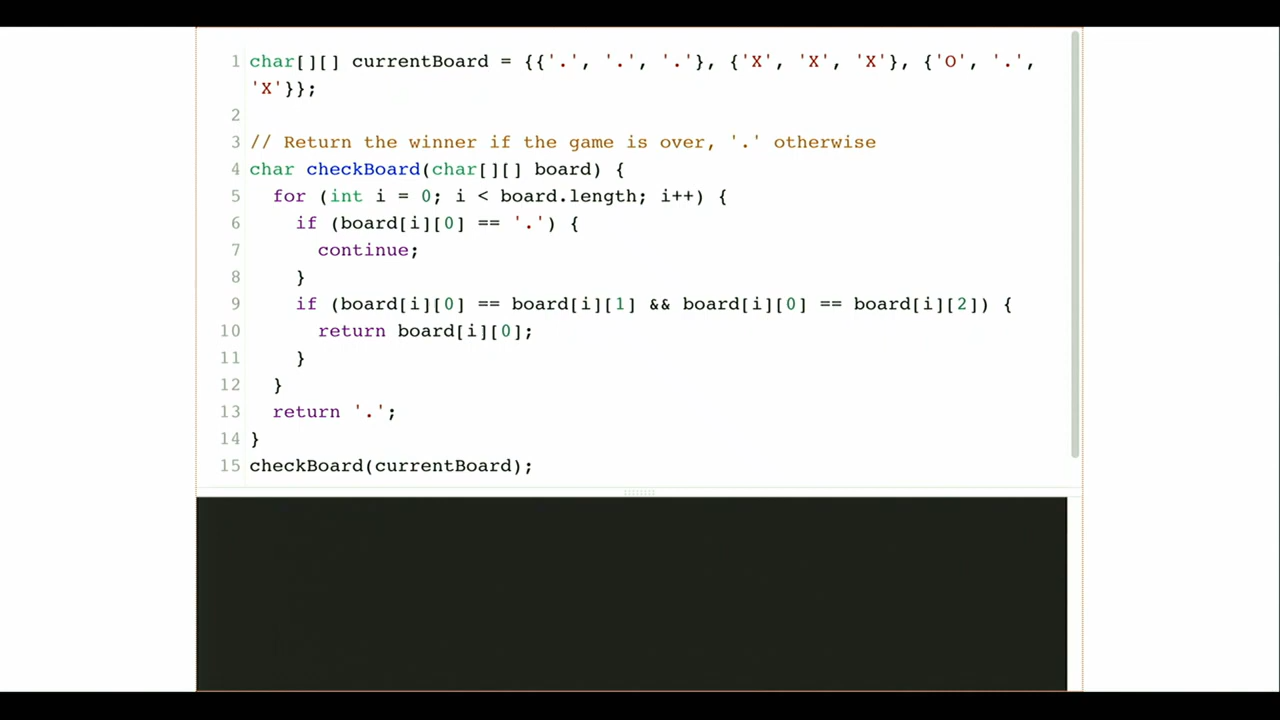 1 char[][] currentBoard = {{'.', '.', '.'}, {'X', 'X', 'X'}, {'O', '.',
'X'}};
2
3 // Return the winner if the game is over, '.' otherwise
4 char checkBoard(char[][] board) {
5   for (int i = 0; i < board.length; i++) {
6     if (board[i][0] == '.') {
7       continue;
8     }
9     if (board[i][0] == board[i][1] && board[i][0] == board[i][2]) {
10       return board[i][0];
11     }
12   }
13   return '.';
14 }
15 checkBoard(currentBoard);